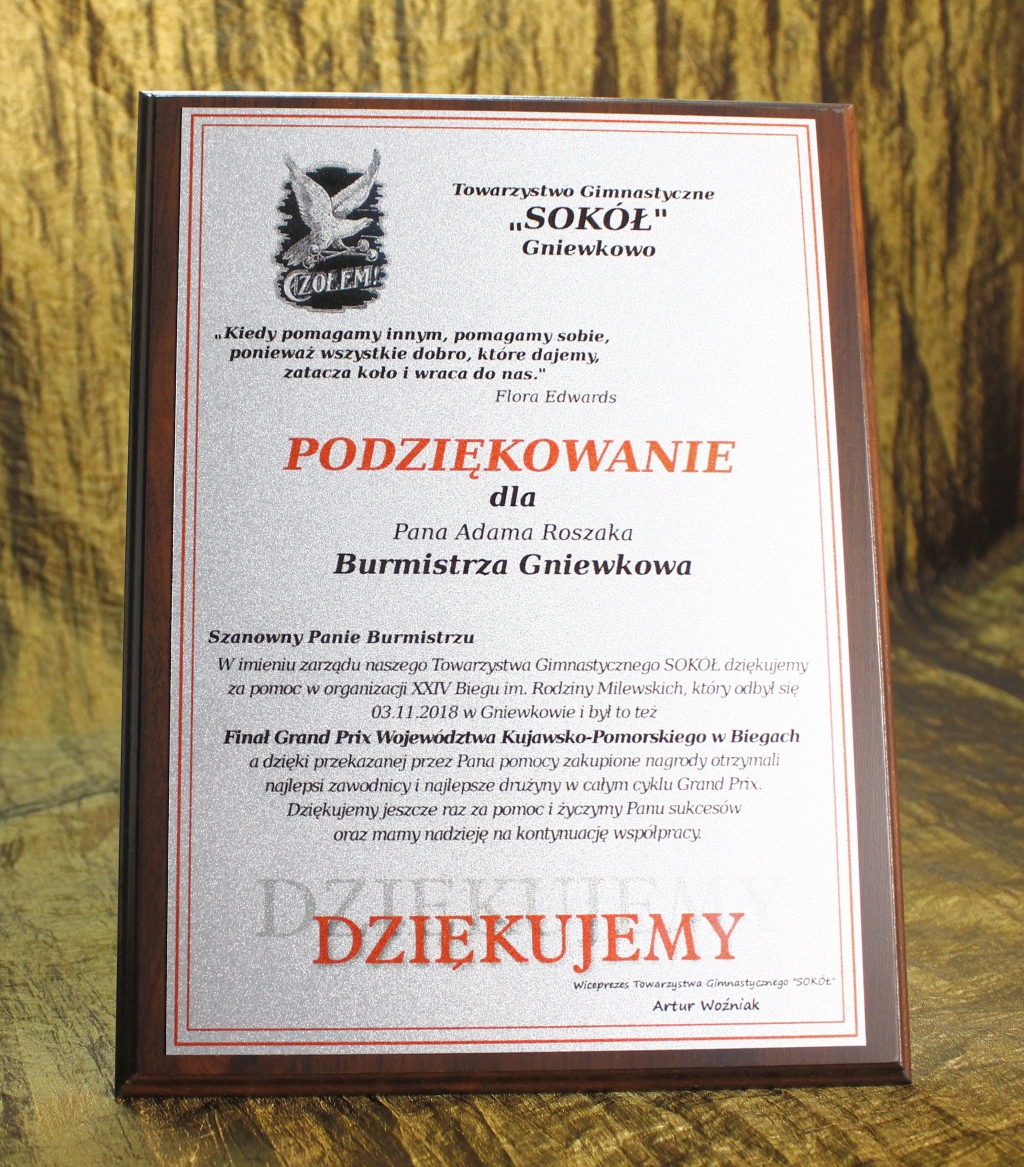 CZOŁEM!
Towarzystwo Gimnastyczne
„SOKÓŁ"
Gniewkowo
„Kiedy pomagamy innym, pomagamy sobie,
ponieważ wszystkie dobro, które dajemy,
zatacza koło i wraca do nas."
Flora Edwards
PODZIĘKOWANIE
dla
Pana Adama Roszaka
Burmistrza Gniewkowa
Szanowny Panie Burmistrzu
W imieniu zarządu naszego Towarzystwa Gimnastycznego SOKÓŁ dziękujemy
za pomoc w organizacji XXIV Biegu im. Rodziny Milewskich, który odbył się
03.11.2018 w Gniewkowie i był to też
Finał Grand Prix Województwa Kujawsko-Pomorskiego w Biegach
a dzięki przekazanej przez Pana pomocy zakupione nagrody otrzymali
najlepsi zawodnicy i najlepsze drużyny w całym cyklu Grand Prix.
Dziękujemy jeszcze raz za pomoc i życzymy Panu sukcesów
oraz mamy nadzieję na kontynuację współpracy.
DZIĘKUJEMY
DZIĘKUJEMY
Wiceprezes Towarzystwa Gimnastycznego "SOKÓŁ"
Artur Woźniak